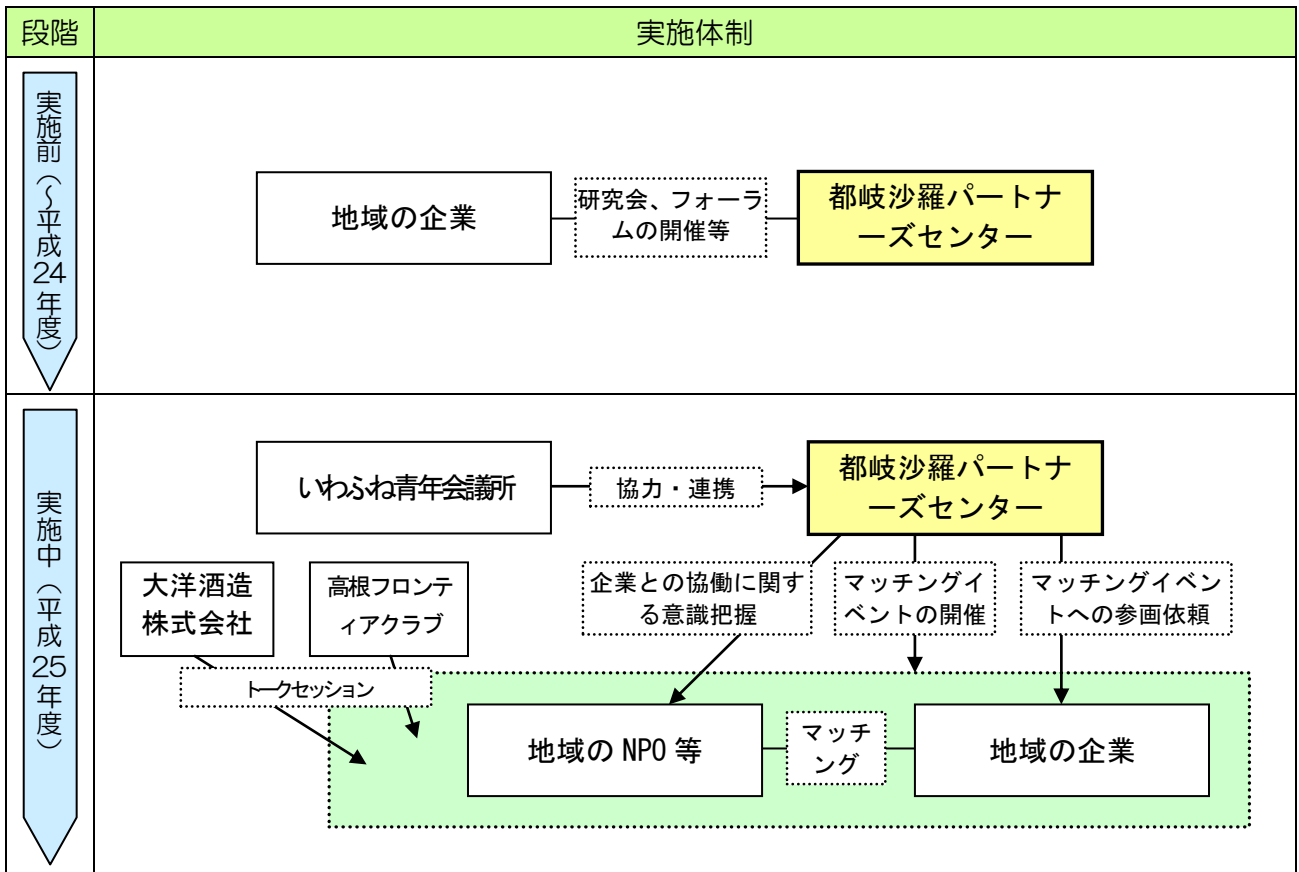 段階
実施体制
実施前（～平成24年度）
地域の企業
研究会、フォーラ
ムの開催等
都岐沙羅パートナ
ーズセンター
実施中（平成25年度）
いわふね青年会議所
協力・連携
都岐沙羅パートナ
ーズセンター
大洋酒造
株式会社
高根フロンテ
ィアクラブ
企業との協働に関す
る意識把握
マッチングイ
ベントの開催
マッチングイベン
トへの参画依頼
トークセッション
地域の NPO 等
マッチ
ング
地域の企業